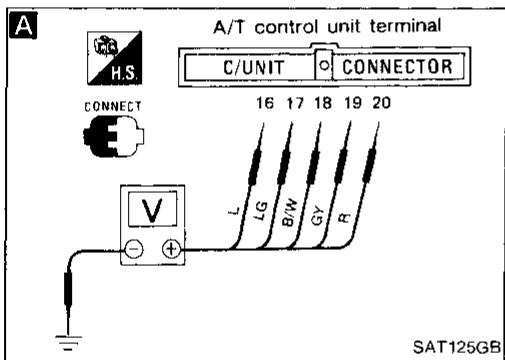 A
A/T control unit terminal
H.S.
C/UNIT
CONNECTOR
CONNECT
16 17 18 19 20
L
LG
B/W
GY
R
V
SAT125GB